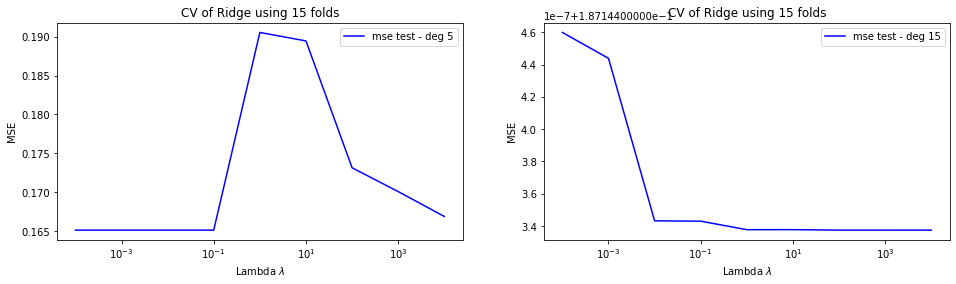 CV of Ridge using 15 folds
mse test - deg 5
MSE
0.190
0.185
0.180
0.175
0.170
0.165
10⁻³
10⁻¹
10¹
10³
Lambda λ
1e-7+1.8714400000e-1
CV of Ridge using 15 folds
mse test - deg 15
MSE
4.6
4.4
4.2
4.0
3.8
3.6
3.4
10⁻³
10⁻¹
10¹
10³
Lambda λ